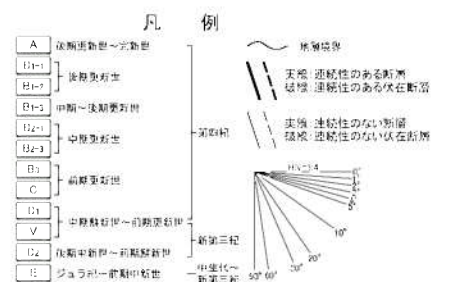 凡 例
A 後期更新世～完新世
B1-1
後期更新世
B1-2
B1-3 中期～後期更新世
B2-1
中期更新世
B2-3
前期更新世
C
D1
中期鮮新世～前期更新世
V
D2 後期中新世～前期鮮新世
E ジュラ紀～前期中新世
第四紀
新第三紀
中生代～
新第三紀
地層境界
実線:連続性のある断層
破線:連続性のある伏在断層
実線:連続性のない断層
破線:連続性のない伏在断層
10°
20°
30°